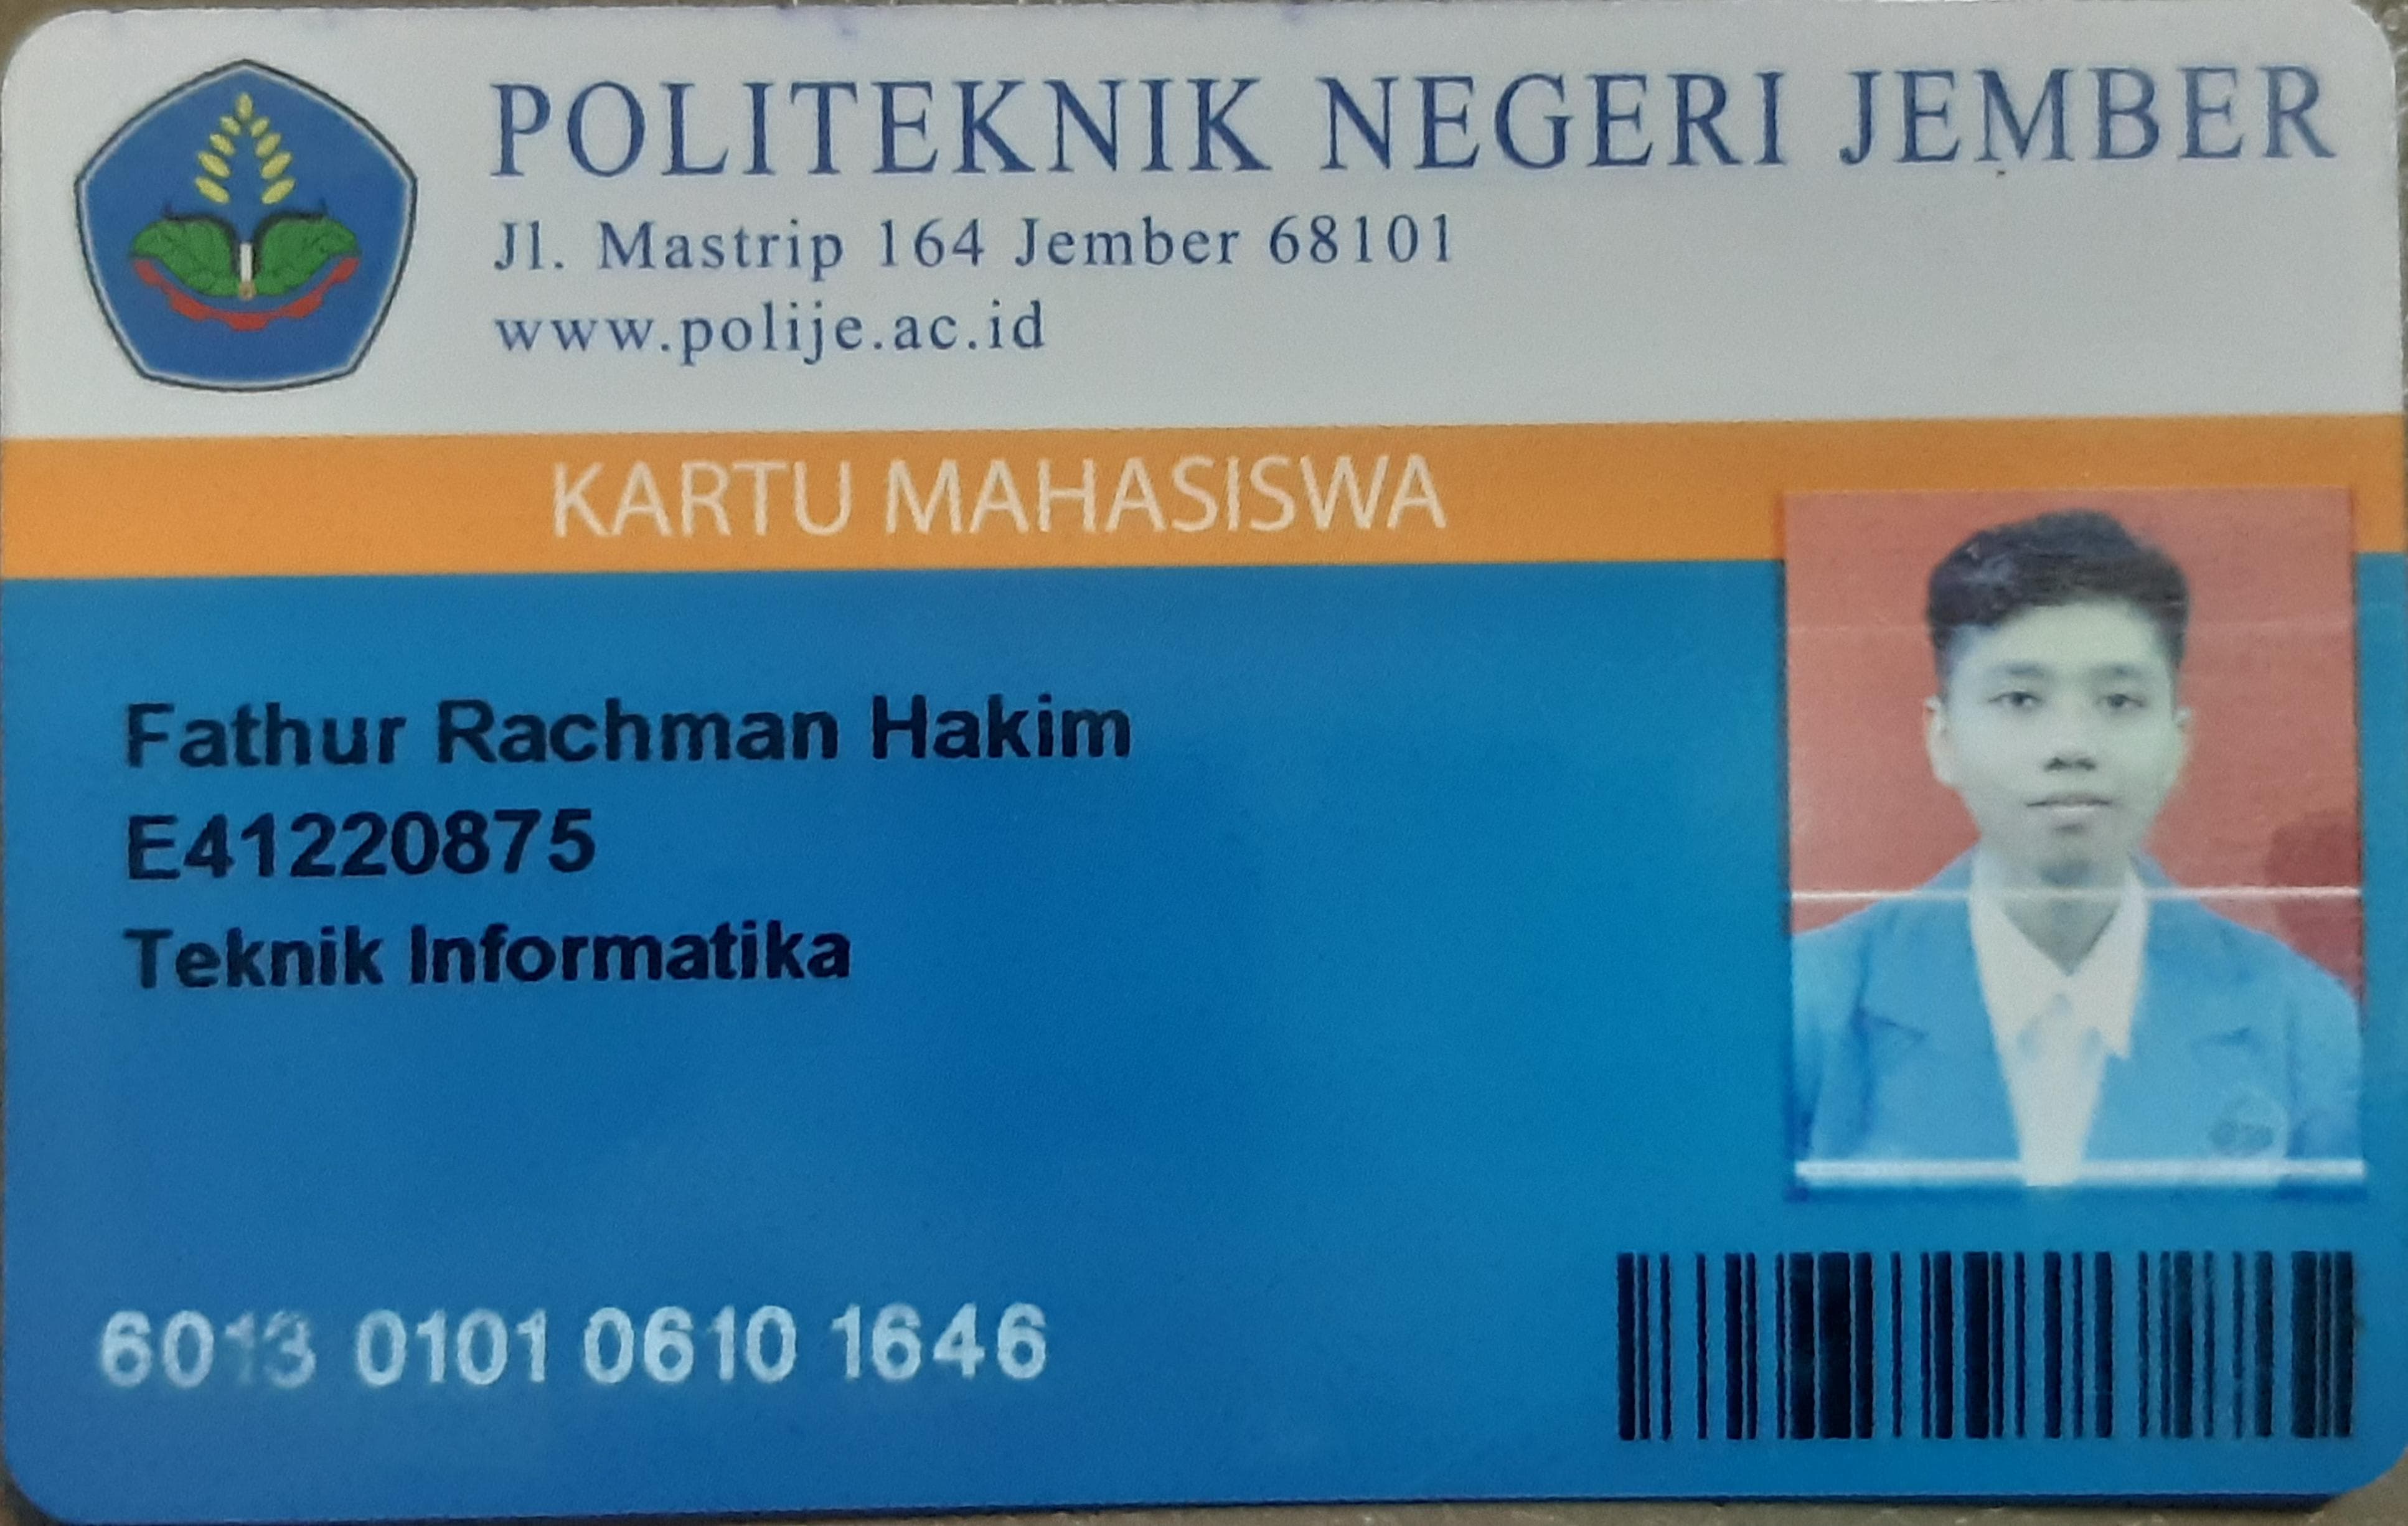 POLITEKNIK NEGERI JEMBER
Jl. Mastrip 164 Jember 68101
www.polije.ac.id
KARTU MAHASISWA
Fathur Rachman Hakim
E41220875
Teknik Informatika
6013 0101 0610 1646